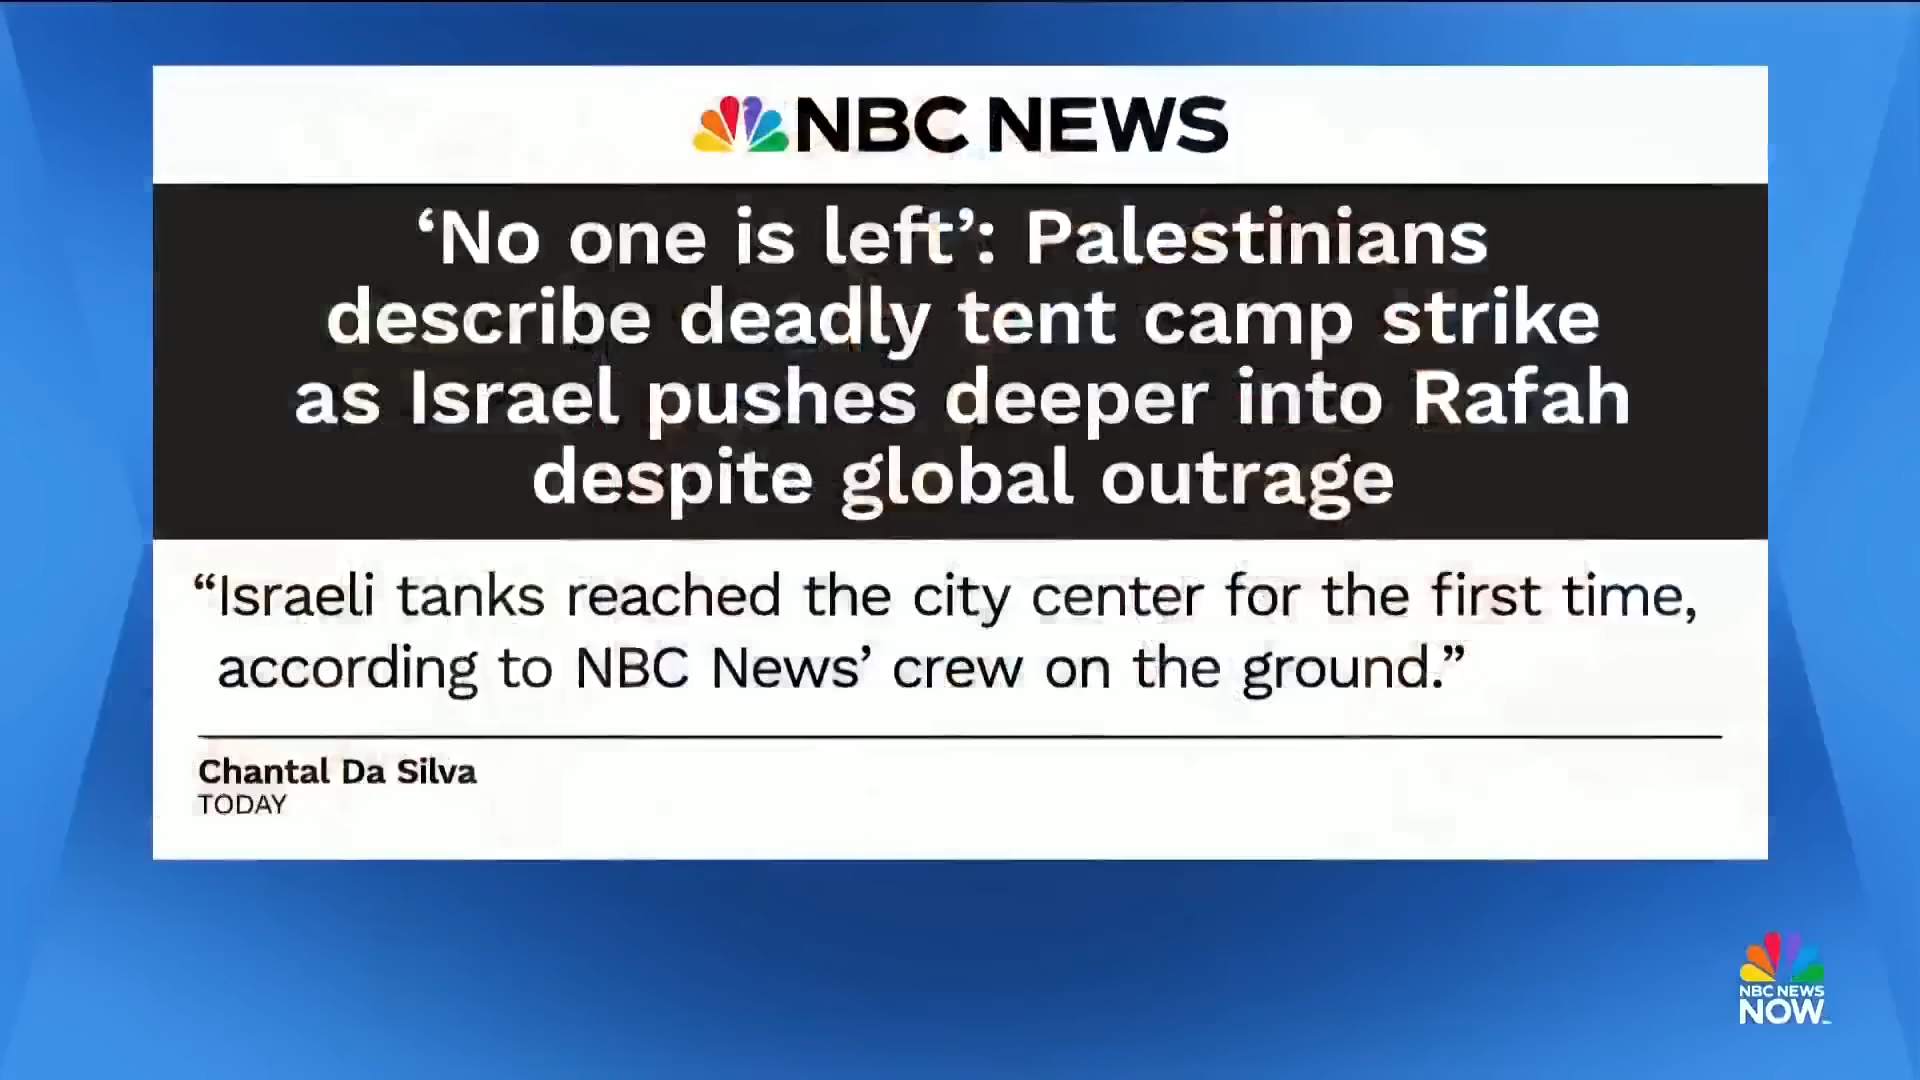 NBC NEWS
‘No one is left’: Palestinians
describe deadly tent camp strike
as Israel pushes deeper into Rafah
despite global outrage
“Israeli tanks reached the city center for the first time,
according to NBC News’ crew on the ground.”
Chantal Da Silva
TODAY
NBC NEWS
NOW